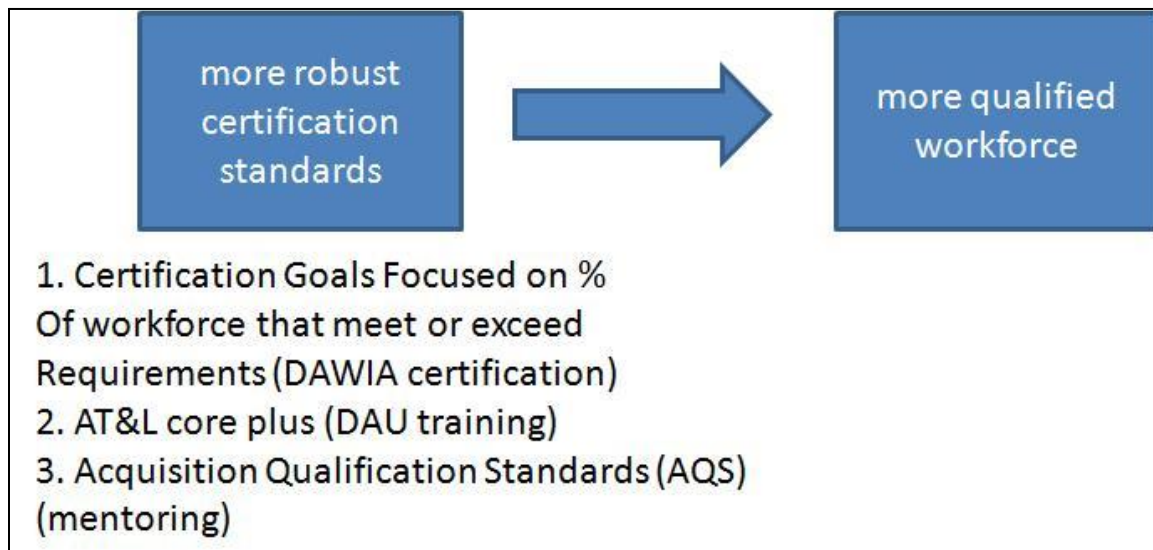 more robust
certification
standards
more qualified
workforce
1. Certification Goals Focused on %
Of workforce that meet or exceed
Requirements (DAWIA certification)
2. AT&L core plus (DAU training)
3. Acquisition Qualification Standards (AQS)
(mentoring)